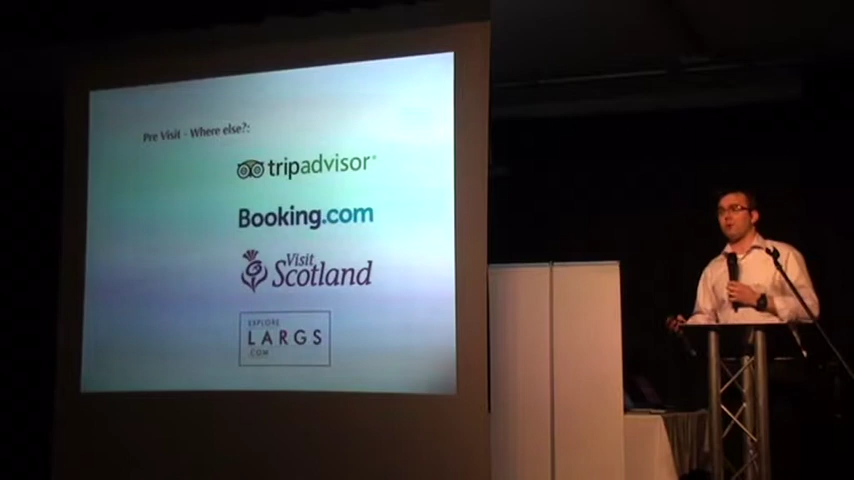 Pre Visit - Where else?:
tripadvisor®
Booking.com
Visit
Scotland
EXPLORE
LARGS
.COM